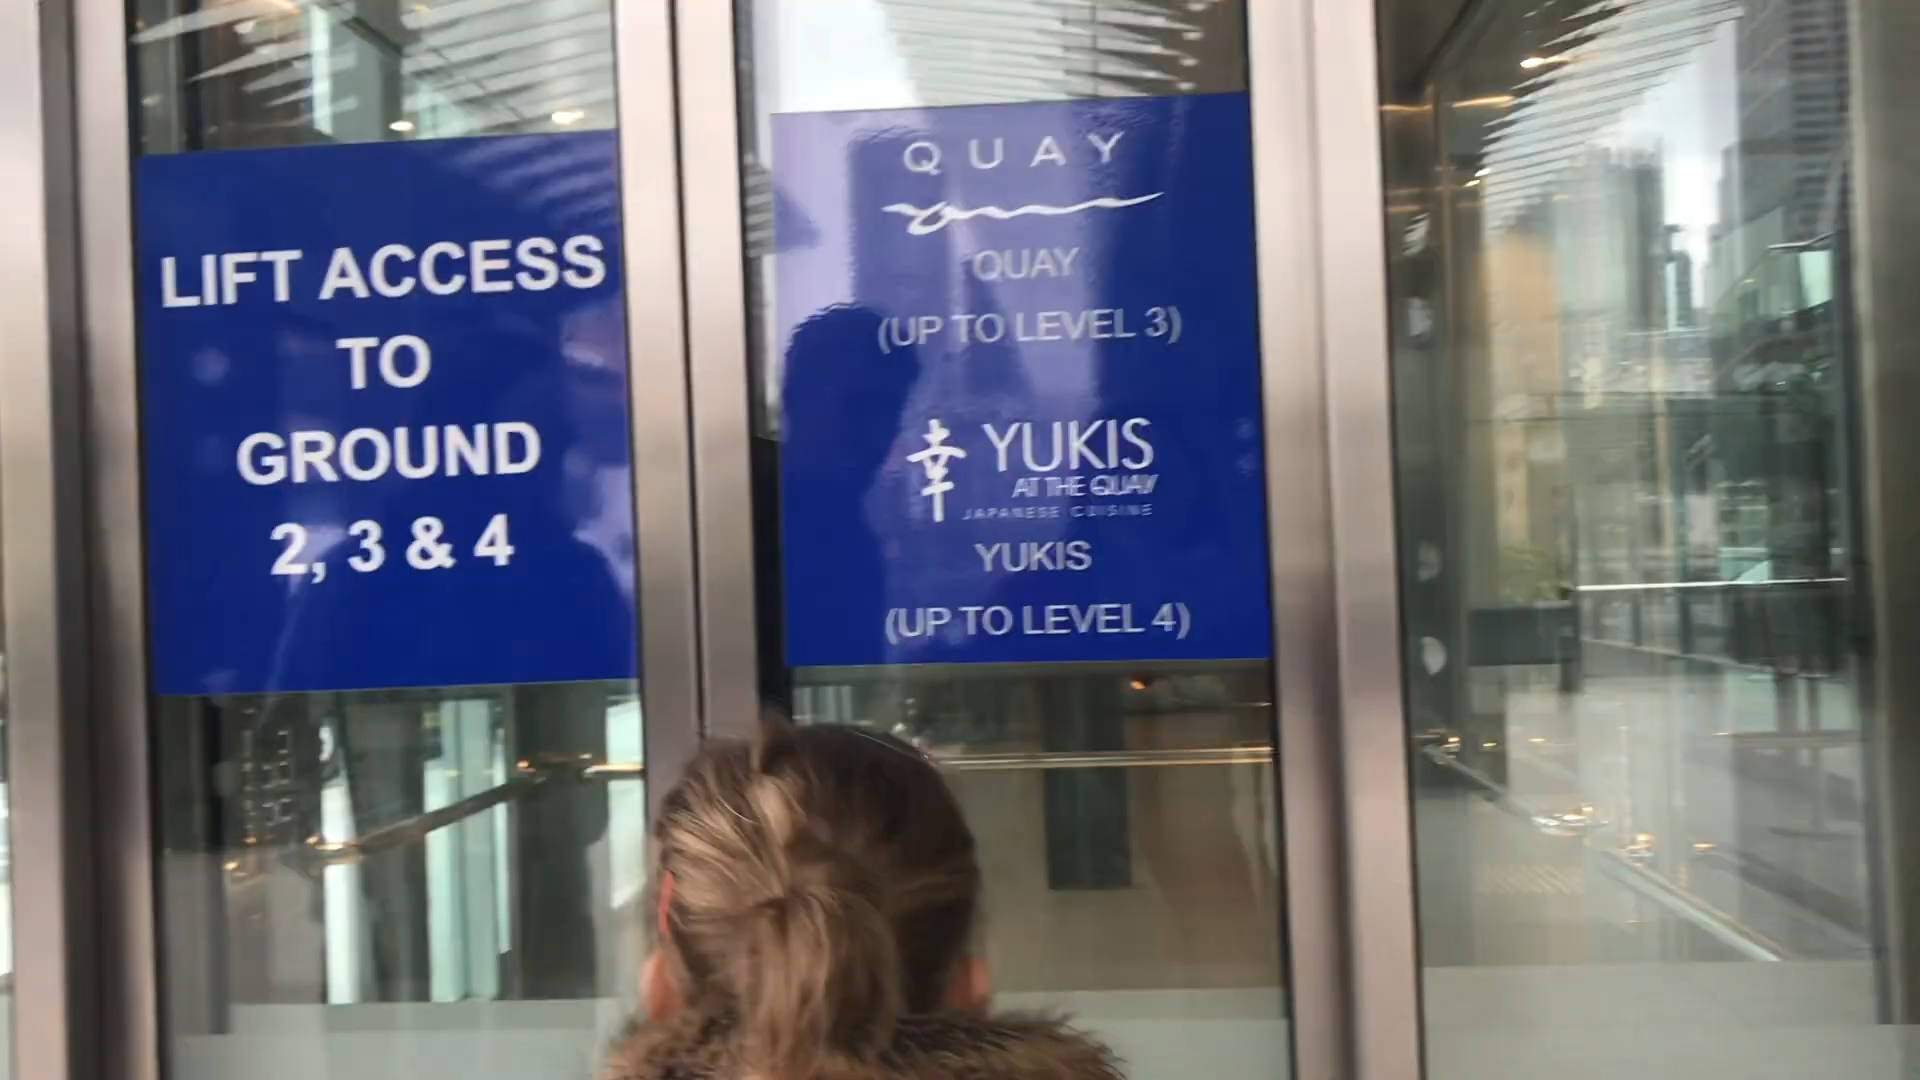 LIFT ACCESS
TO
GROUND
2, 3 & 4
QUAY
QUAY
(UP TO LEVEL 3)
幸 YUKIS
AT THE QUAY
JAPANESE CUISINE
YUKIS
(UP TO LEVEL 4)